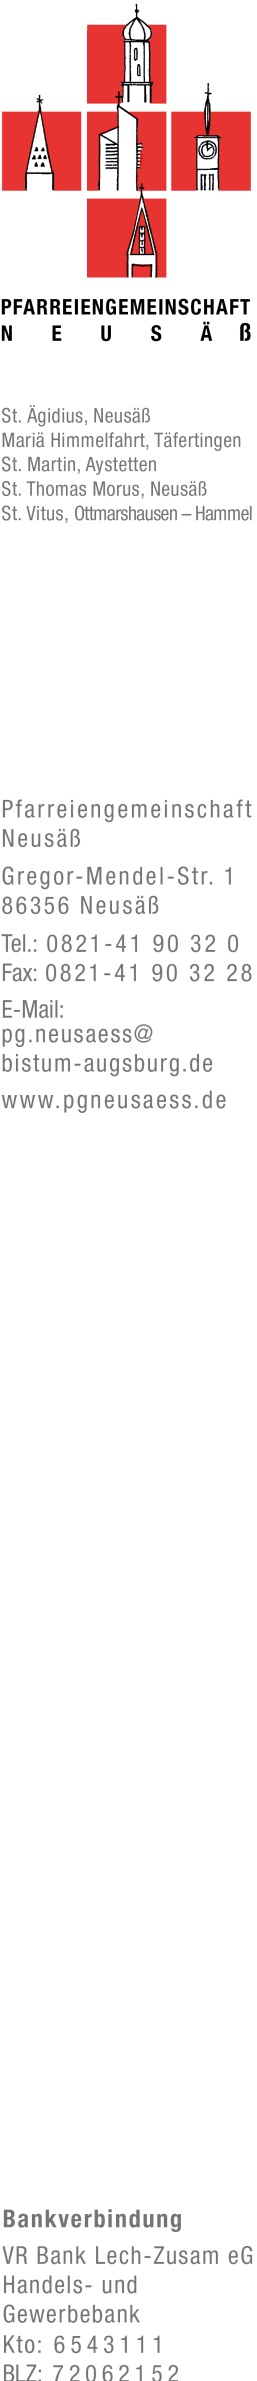 PFARREIENGEMEINSCHAFT
NEUSÄß
St. Ägidius, Neusäß
Mariä Himmelfahrt, Täfertingen
St. Martin, Aystetten
St. Thomas Morus, Neusäß
St. Vitus, Ottmarshausen – Hammel
Pfarreiengemeinschaft
Neusäß
Gregor-Mendel-Str. 1
86356 Neusäß
Tel.: 0821-41 90 32 0
Fax: 0821-41 90 32 28
E-Mail:
pg.neusaess@
bistum-augsburg.de
www.pgneusaess.de
Bankverbindung
VR Bank Lech-Zusam eG
Handels- und
Gewerbebank
Kto: 6543111
BLZ: 72062152